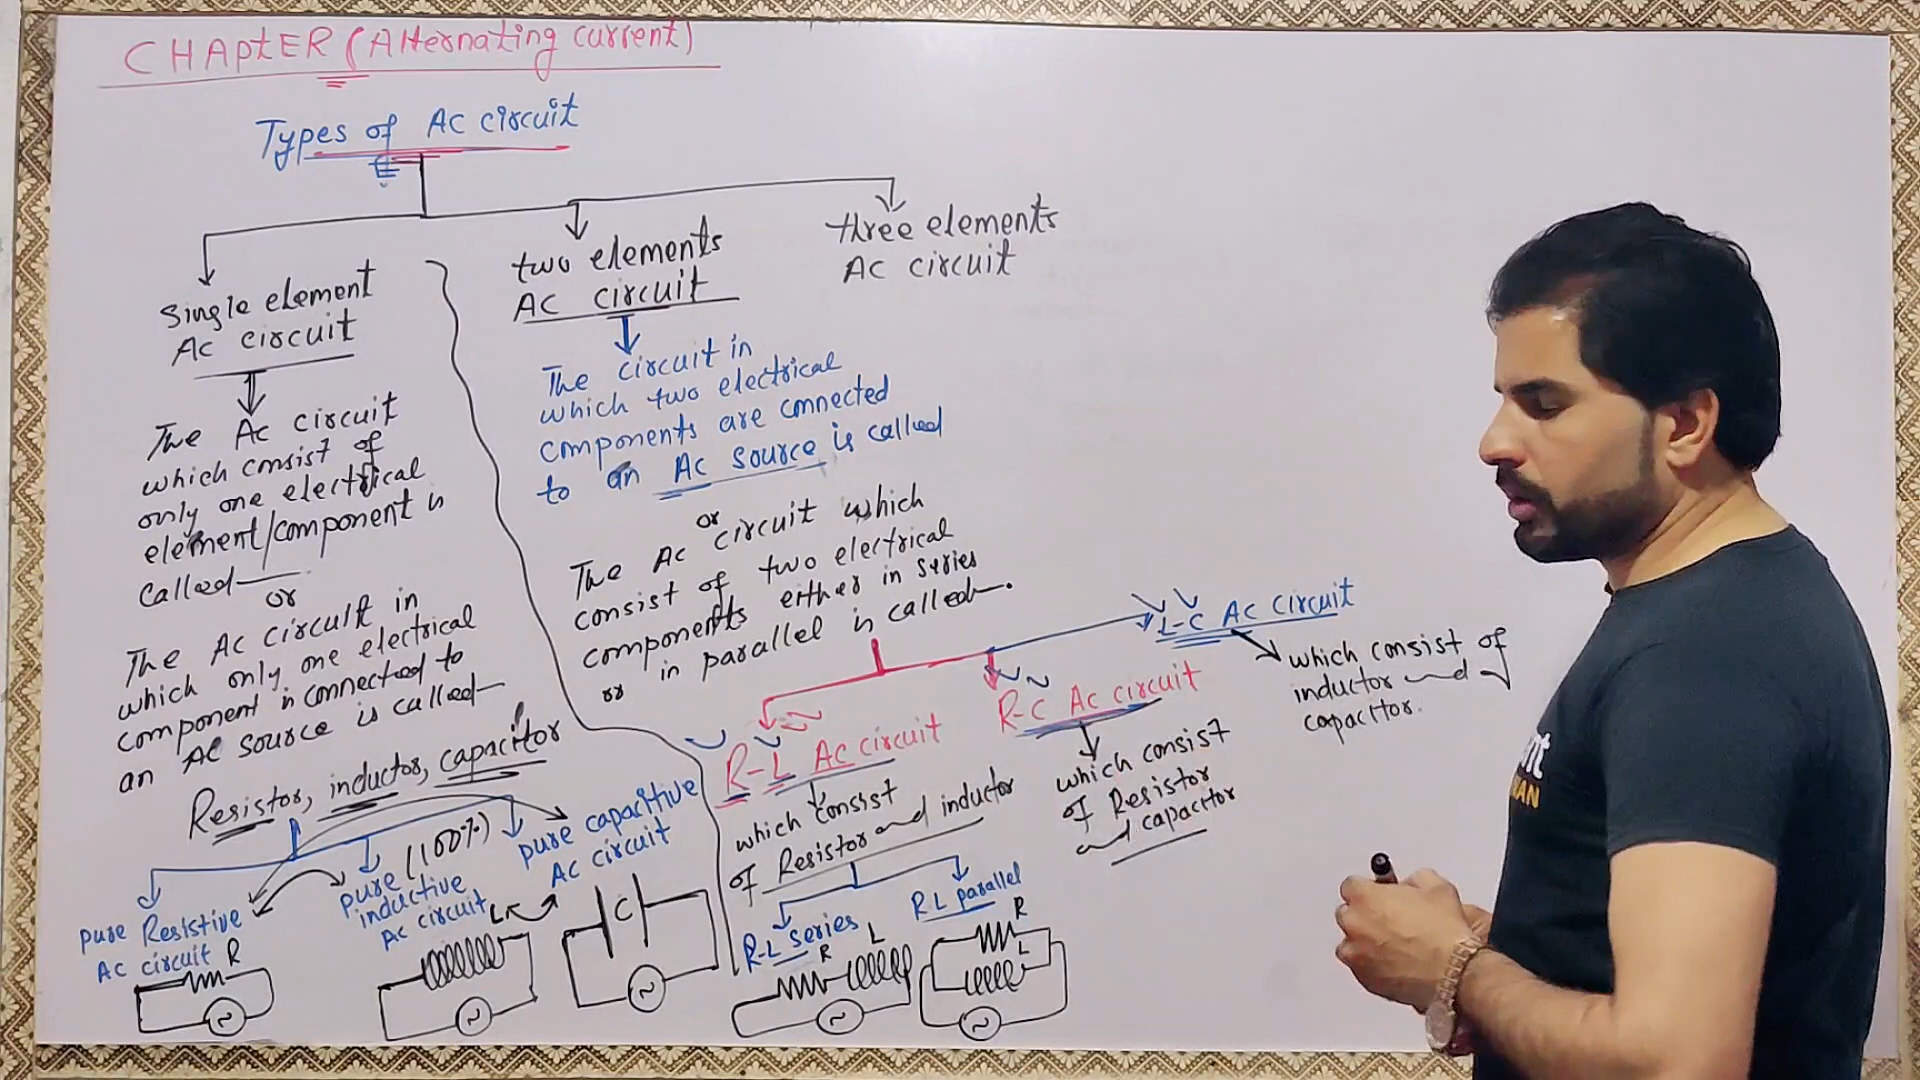 CHAPtER (Alternating current)
Types of AC circuit
Single element
AC circuit
The AC circuit
which consist of
only one electrical
element/component is
called—
or
The AC circuit in
which only one electrical
component is connected to
an AC source is called—
Resistor, inductor, capacitor
pure Resistive
AC circuit
R
pure (100%)
inductive
AC circuit
L
pure capacitive
AC circuit
C
two elements
AC circuit
The circuit in
which two electrical
components are connected
to an AC source is called
or
The AC circuit which
consist of two electrical
components either in series
or in parallel is called—.
three elements
AC circuit
R-L AC circuit
which consist
of Resistor and inductor
R-L series
R L
RL parallel
R
L
R-C AC circuit
which consist
of Resistor
and capacitor
L-C AC circuit
which consist of
inductor and
capacitor.
~
~
~
~
~